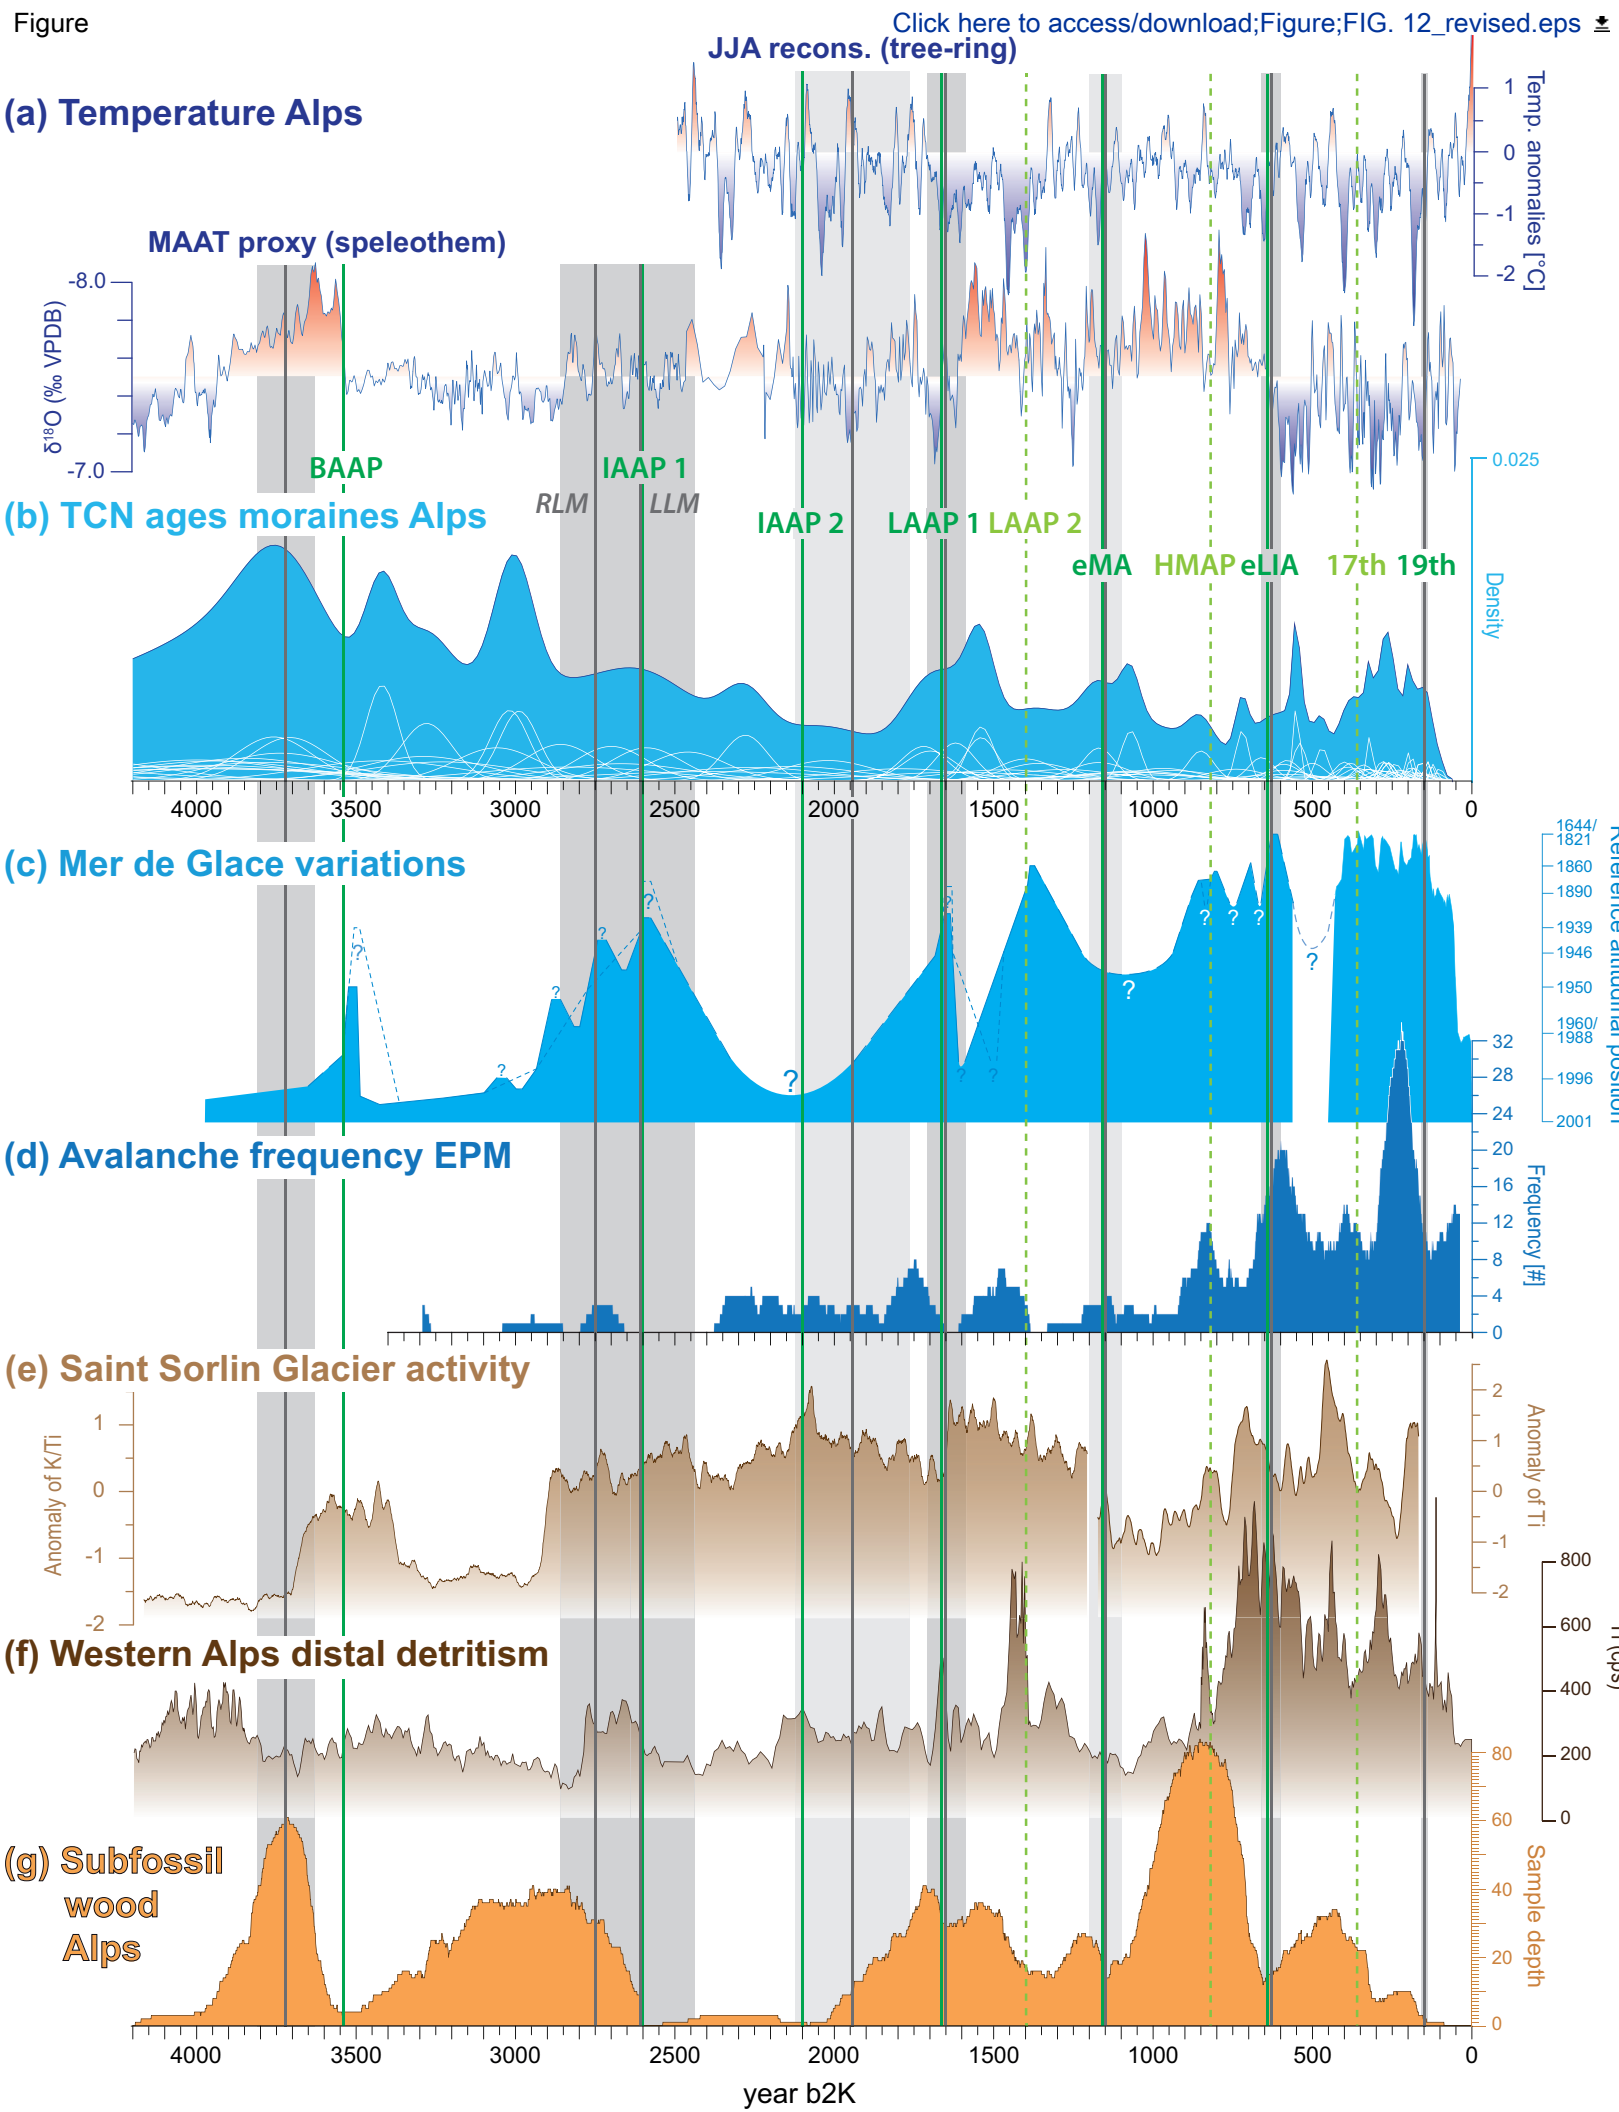 Figure
Click here to access/download;Figure;FIG. 12_revised.eps
JJA recons. (tree-ring)
(a) Temperature Alps
1
0
-1
-2
Temp. anomalies [°C]
MAAT proxy (speleothem)
-8.0
-7.0
δ18O (‰ VPDB)
BAAP
IAAP 1
RLM
LLM
0.025
(b) TCN ages moraines Alps
IAAP 2
LAAP 1
LAAP 2
eMA
HMAP
eLIA
17th
19th
Density
4000 3500 3000 2500 2000 1500 1000 500 0
(c) Mer de Glace variations
1644/
1821
1860
1890
1939
1946
1950
1960/
1988
1996
2001
Reference altitudinal position
? ? ? ? ? ? ? ? ? ? ? ? ? ?
(d) Avalanche frequency EPM
32
28
24
20
16
12
8
4
0
Frequency [#]
(e) Saint Sorlin Glacier activity
1
0
-1
-2
Anomaly of K/Ti
2
1
0
-1
-2
Anomaly of Ti
(f) Western Alps distal detritism
800
600
400
200
0
(g) Subfossil
wood
Alps
80
60
40
20
0
Sample depth
4000 3500 3000 2500 2000 1500 1000 500 0
year b2K